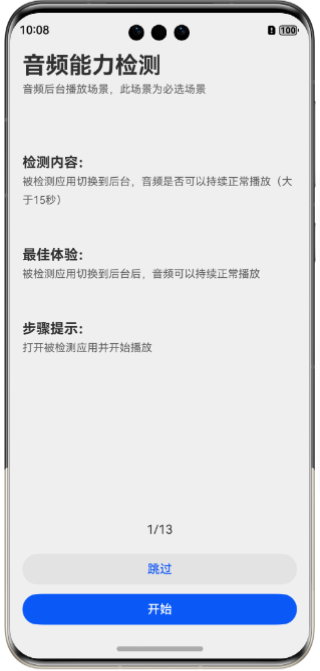 10:08
100
音频能力检测
音频后台播放场景，此场景为必选场景
检测内容：
被检测应用切换到后台，音频是否可以持续正常播放（大
于15秒）
最佳体验：
被检测应用切换到后台后，音频可以持续正常播放
步骤提示：
打开被检测应用并开始播放
1/13
跳过
开始